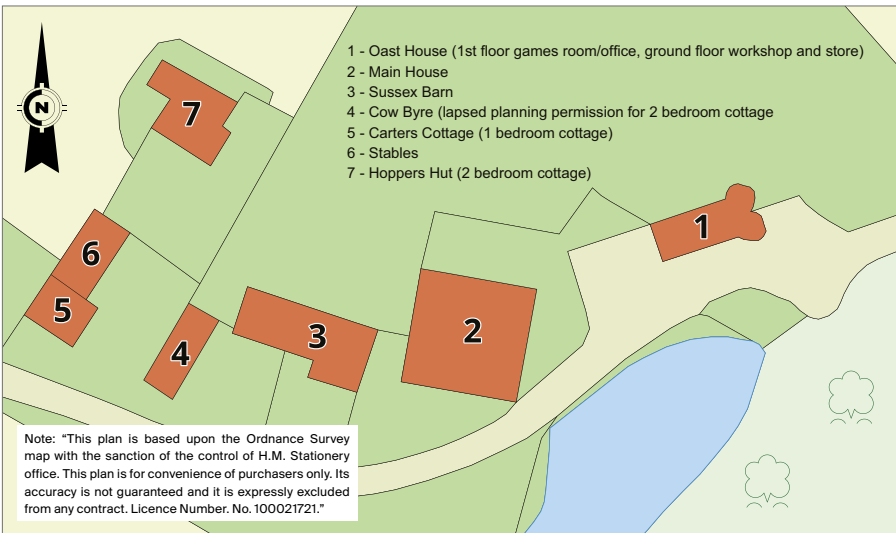 N
1 - Oast House (1st floor games room/office, ground floor workshop and store)
2 - Main House
3 - Sussex Barn
4 - Cow Byre (lapsed planning permission for 2 bedroom cottage
5 - Carters Cottage (1 bedroom cottage)
6 - Stables
7 - Hoppers Hut (2 bedroom cottage)
7
1
6
5
4
3
2
Note: “This plan is based upon the Ordnance Survey
map with the sanction of the control of H.M. Stationery
office. This plan is for convenience of purchasers only. Its
accuracy is not guaranteed and it is expressly excluded
from any contract. Licence Number. No. 100021721.”